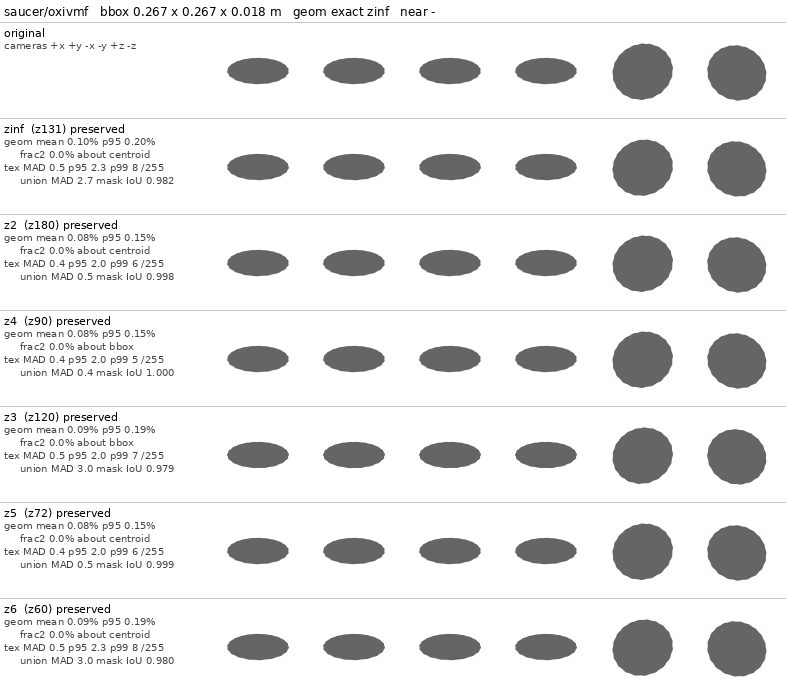 saucer/oxivmf bbox 0.267 x 0.267 x 0.018 m geom exact zinf near -
original
cameras +x +y -x -y +z -z
zinf (z131) preserved
geom mean 0.10% p95 0.20%
frac2 0.0% about centroid
tex MAD 0.5 p95 2.3 p99 8 /255
union MAD 2.7 mask IoU 0.982
z2 (z180) preserved
geom mean 0.08% p95 0.15%
frac2 0.0% about centroid
tex MAD 0.4 p95 2.0 p99 6 /255
union MAD 0.5 mask IoU 0.998
z4 (z90) preserved
geom mean 0.08% p95 0.15%
frac2 0.0% about bbox
tex MAD 0.4 p95 2.0 p99 5 /255
union MAD 0.4 mask IoU 1.000
z3 (z120) preserved
geom mean 0.09% p95 0.19%
frac2 0.0% about bbox
tex MAD 0.5 p95 2.0 p99 7 /255
union MAD 3.0 mask IoU 0.979
z5 (z72) preserved
geom mean 0.08% p95 0.15%
frac2 0.0% about centroid
tex MAD 0.4 p95 2.0 p99 6 /255
union MAD 0.5 mask IoU 0.999
z6 (z60) preserved
geom mean 0.09% p95 0.19%
frac2 0.0% about centroid
tex MAD 0.5 p95 2.3 p99 8 /255
union MAD 3.0 mask IoU 0.980